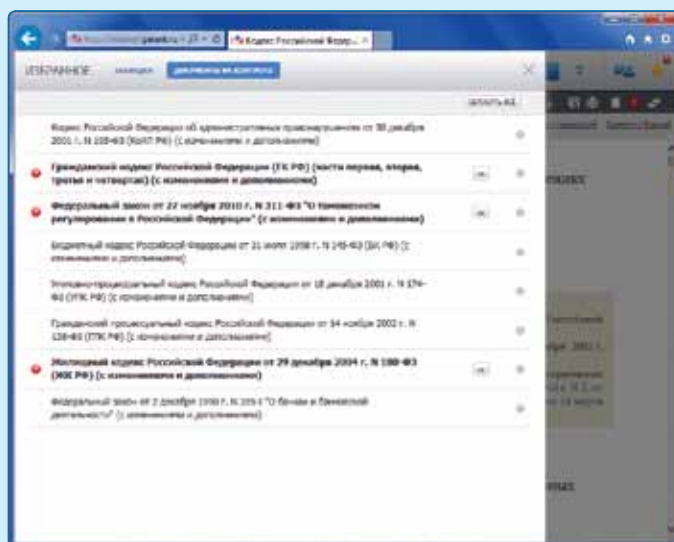 Кодекс Российской Федер...
ИЗБРАННОЕ ЗАКЛАДКИ ДОКУМЕНТЫ НА КОНТРОЛЕ
Кодекс Российской Федерации об административных правонарушениях от 30 декабря
2001 г. N 195-ФЗ (КоАП РФ) (с изменениями и дополнениями)
Гражданский кодекс Российской Федерации (ГК РФ) (части первая, вторая,
третья и четвертая) (с изменениями и дополнениями)
Федеральный закон от 27 ноября 2010 г. N 311-ФЗ "О таможенном
регулировании в Российской Федерации" (с изменениями и дополнениями)
Бюджетный кодекс Российской Федерации от 31 июля 1998 г. N 145-ФЗ (БК РФ) (с
изменениями и дополнениями)
Уголовно-процессуальный кодекс Российской Федерации от 18 декабря 2001 г. N 174-
ФЗ (УПК РФ) (с изменениями и дополнениями)
Гражданский процессуальный кодекс Российской Федерации от 14 ноября 2002 г. N
138-ФЗ (ГПК РФ) (с изменениями и дополнениями)
Жилищный кодекс Российской Федерации от 29 декабря 2004 г. N 188-ФЗ
(ЖК РФ) (с изменениями и дополнениями)
Федеральный закон от 2 декабря 1990 г. N 395-I "О банках и банковской
деятельности" (с изменениями и дополнениями)